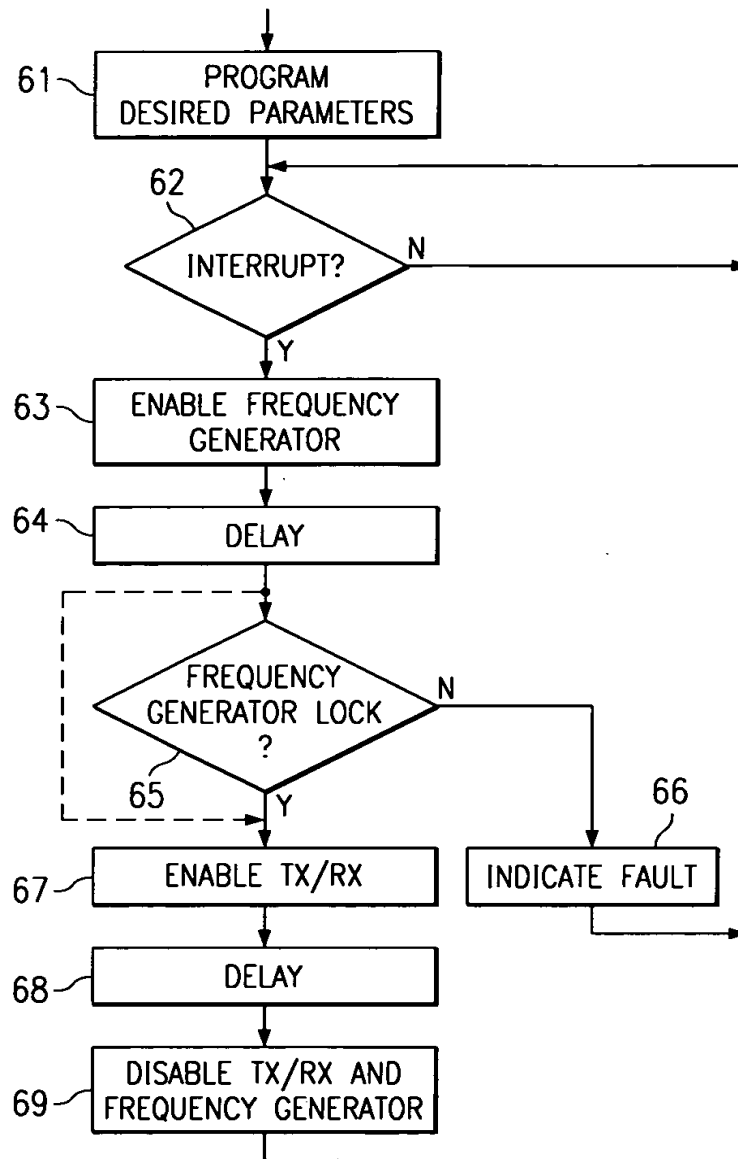 61
PROGRAM
DESIRED PARAMETERS
62
INTERRUPT?
N
Y
63
ENABLE FREQUENCY
GENERATOR
64
DELAY
FREQUENCY
GENERATOR LOCK
?
N
65
Y
66
67
ENABLE TX/RX
INDICATE FAULT
68
DELAY
69
DISABLE TX/RX AND
FREQUENCY GENERATOR